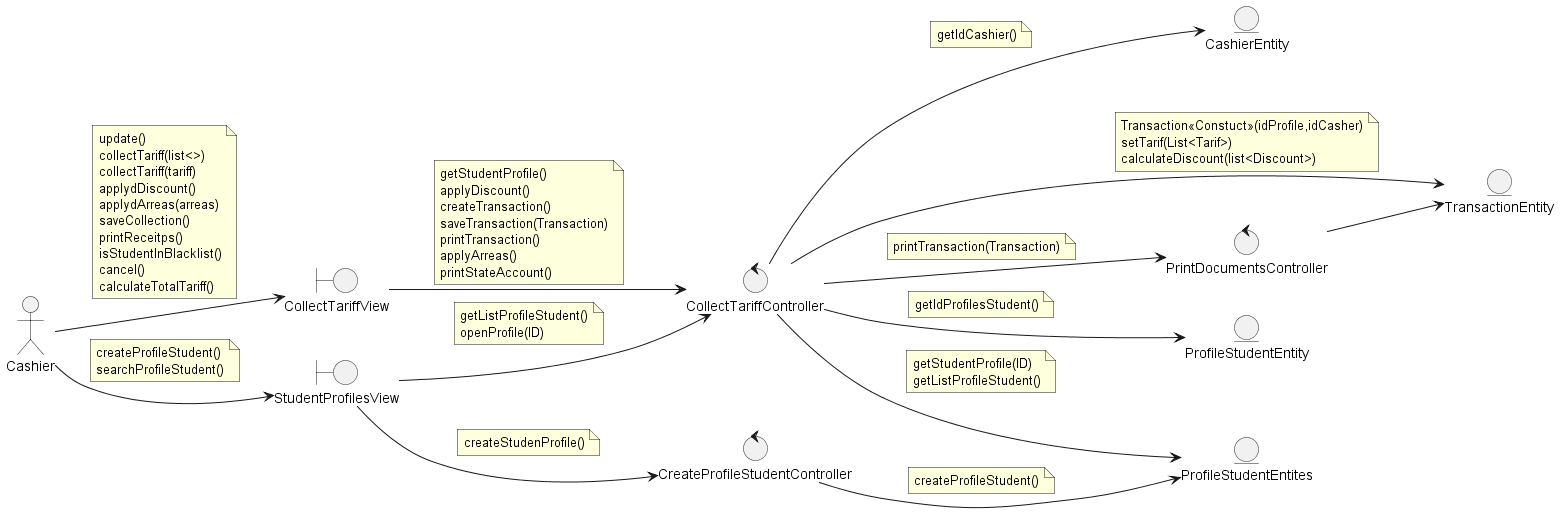 getIdCashier()
CashierEntity
Transaction«Constuct»(idProfile,idCasher)
setTarif(List<Tarif>)
calculateDiscount(list<Discount>)
TransactionEntity
update()
collectTariff(list<>)
collectTariff(tariff)
applydDiscount()
applydArreas(arreas)
saveCollection()
printReceitps()
isStudentInBlacklist()
cancel()
calculateTotalTariff()
getStudentProfile()
applyDiscount()
createTransaction()
saveTransaction(Transaction)
printTransaction()
applyArreas()
printStateAccount()
printTransaction(Transaction)
PrintDocumentsController
CollectTariffView
CollectTariffController
getIdProfilesStudent()
ProfileStudentEntity
getListProfileStudent()
openProfile(ID)
Cashier
createProfileStudent()
searchProfileStudent()
StudentProfilesView
getStudentProfile(ID)
getListProfileStudent()
createStudenProfile()
CreateProfileStudentController
createProfileStudent()
ProfileStudentEntites